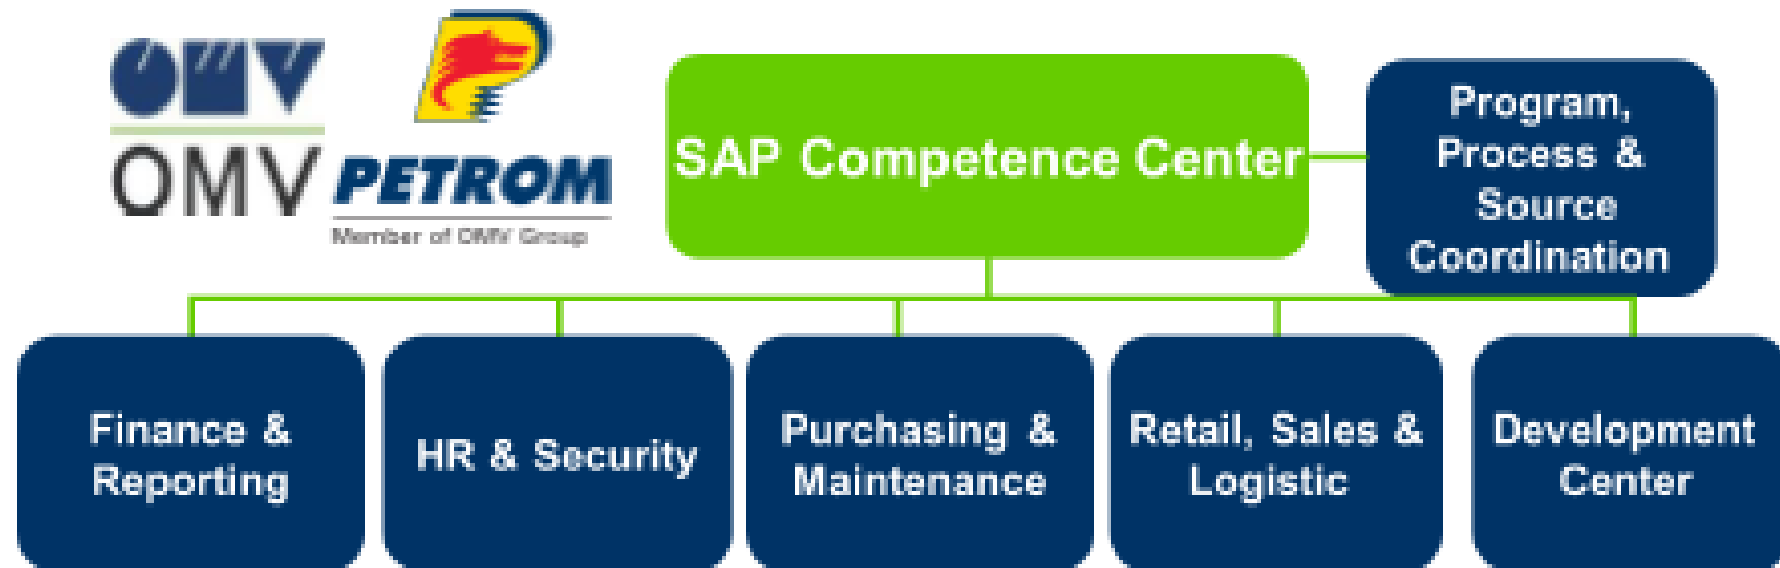 OMV
OMV
PETROM
Member of OMV Group
SAP Competence Center
Program,
Process &
Source
Coordination
Finance &
Reporting
HR & Security
Purchasing &
Maintenance
Retail, Sales &
Logistic
Development
Center